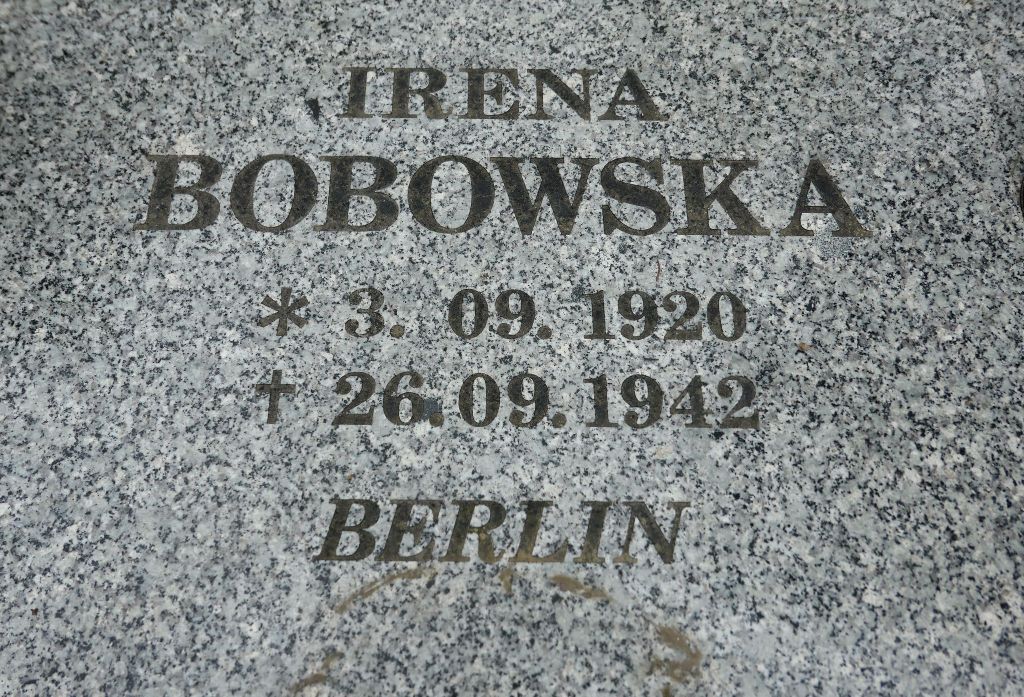 IRENA
BOBOWSKA
* 3. 09. 1920
† 26.09.1942
BERLIN